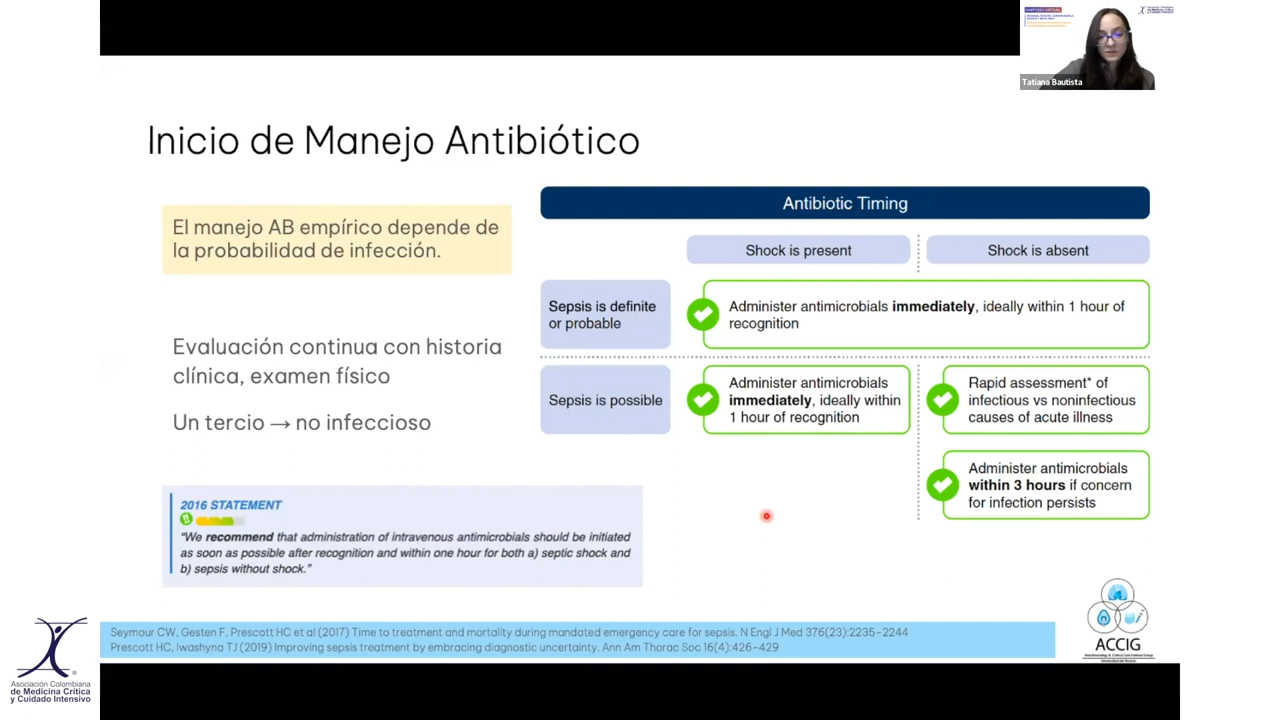 SIMPOSIO VIRTUAL
Tatiana Bautista
Inicio de Manejo Antibiótico
El manejo AB empírico depende de
la probabilidad de infección.
Evaluación continua con historia
clínica, examen físico
Un tercio → no infeccioso
Antibiotic Timing
Shock is present
Shock is absent
Sepsis is definite
or probable
Administer antimicrobials immediately, ideally within 1 hour of
recognition
Sepsis is possible
Administer antimicrobials
immediately, ideally within
1 hour of recognition
Rapid assessment* of
infectious vs noninfectious
causes of acute illness
Administer antimicrobials
within 3 hours if concern
for infection persists
2016 STATEMENT
"We recommend that administration of intravenous antimicrobials should be initiated
as soon as possible after recognition and within one hour for both a) septic shock and
b) sepsis without shock."
Seymour CW, Gesten F, Prescott HC et al (2017) Time to treatment and mortality during mandated emergency care for sepsis. N Engl J Med 376(23):2235–2244
Prescott HC, Iwashyna TJ (2019) Improving sepsis treatment by embracing diagnostic uncertainty. Ann Am Thorac Soc 16(4):426–429
ACCIG
Asociación Colombiana
de Medicina Crítica
y Cuidado Intensivo